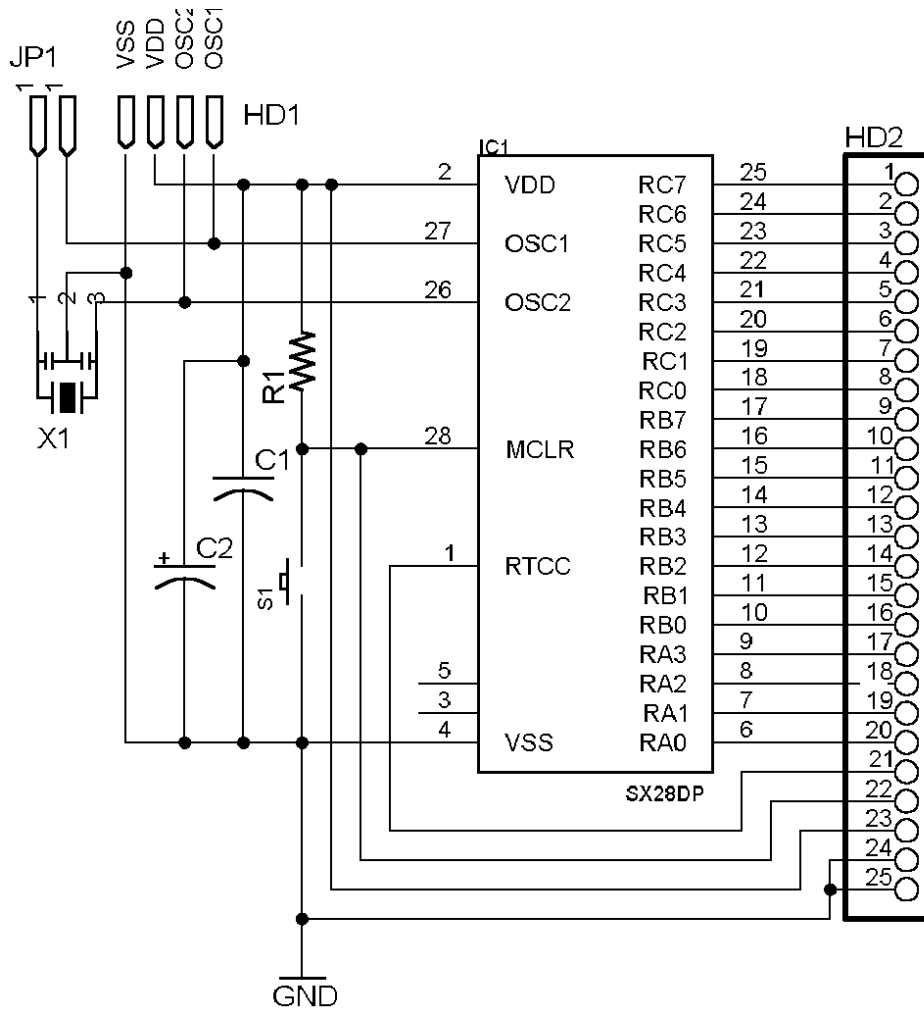 JP1
1
1
VSS
VDD
OSC2
OSC1
HD1
IC1
HD2
2
VDD
RC7
25
1
RC6
24
2
27
OSC1
RC5
23
3
RC4
22
4
1
2
3
26
OSC2
RC3
21
5
RC2
20
6
RC1
19
7
R1
RC0
18
8
X1
RB7
17
9
28
MCLR
RB6
16
10
C1
RB5
15
11
RB4
14
12
RB3
13
13
C2
+
1
RTCC
RB2
12
14
S1
RB1
11
15
RB0
10
16
RA3
9
17
5
RA2
8
18
3
RA1
7
19
4
VSS
RA0
6
20
21
SX28DP
22
23
24
25
GND